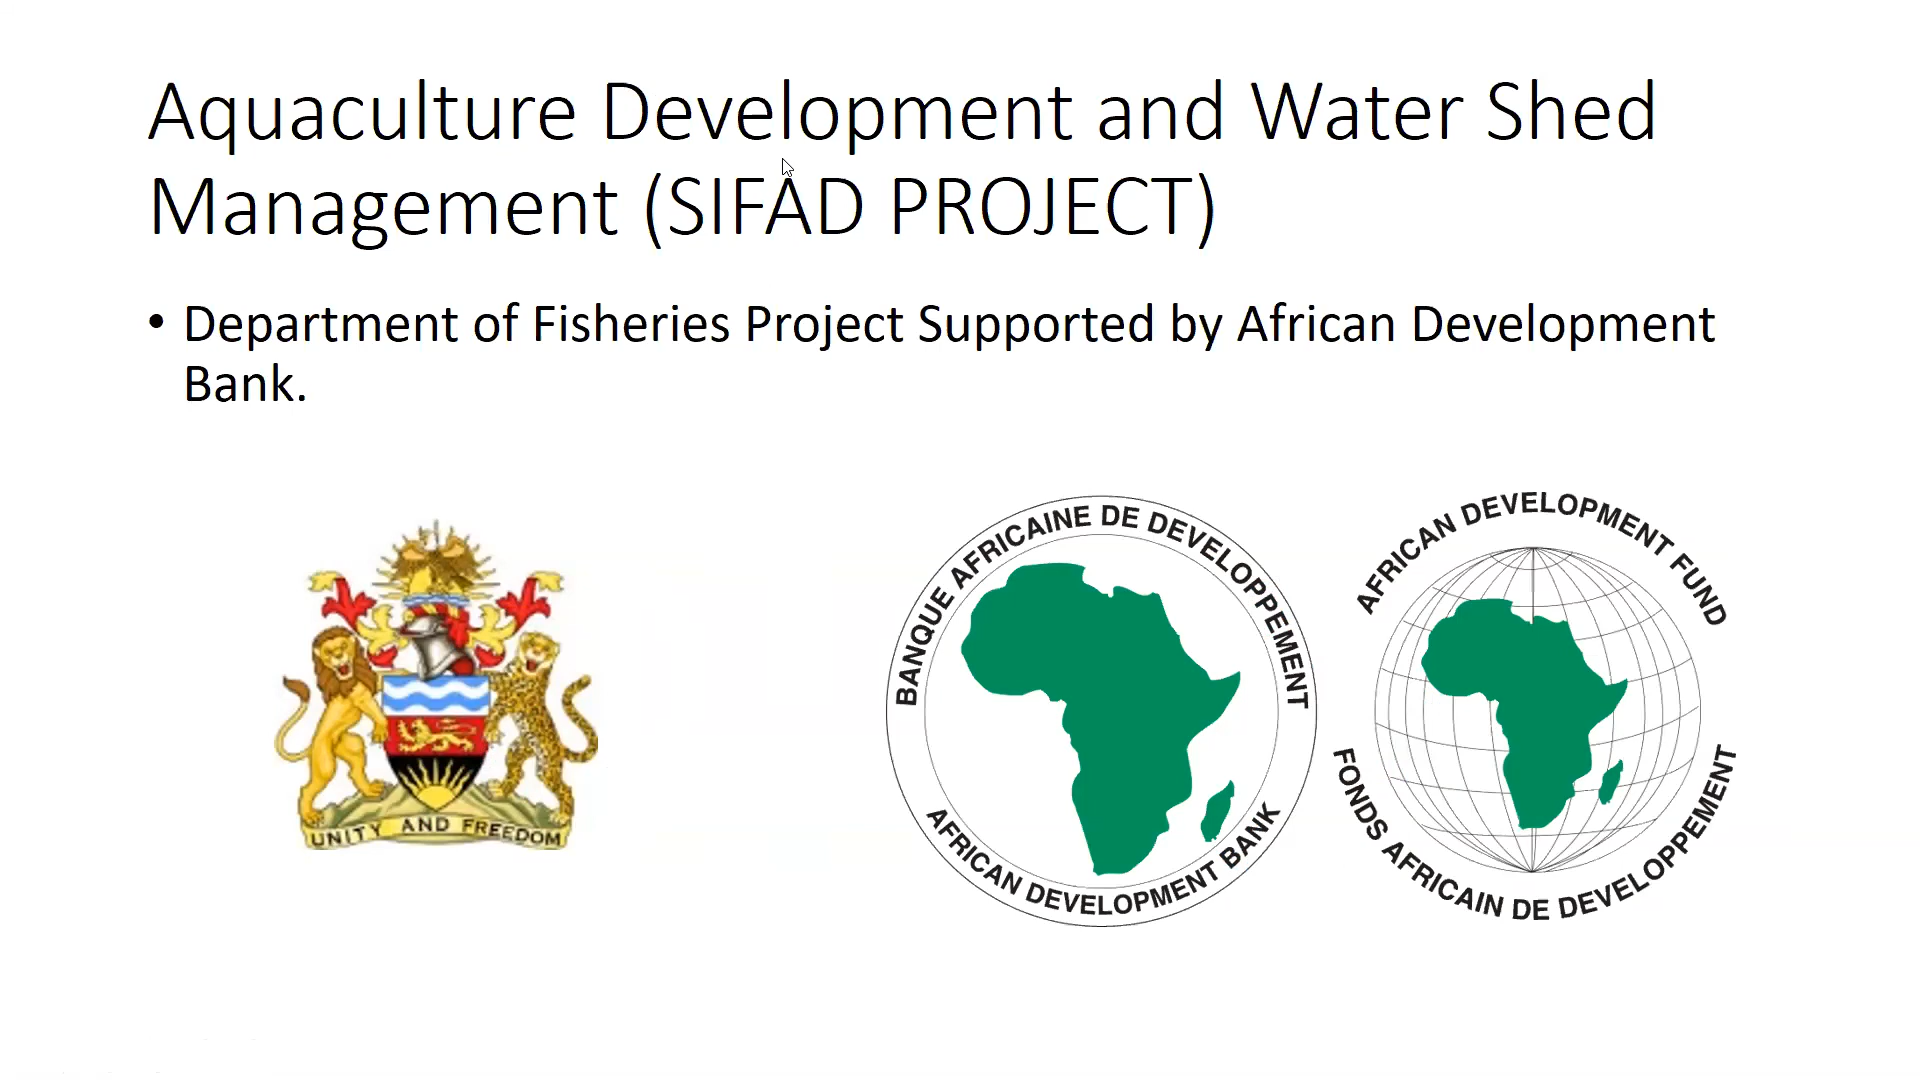 Aquaculture Development and Water Shed
Management (SIFAD PROJECT)
• Department of Fisheries Project Supported by African Development
Bank.
UNITY AND FREEDOM
BANQUE AFRICAINE DE DEVELOPPEMENT
AFRICAN DEVELOPMENT BANK
AFRICAN DEVELOPMENT FUND
FONDS AFRICAIN DE DEVELOPPEMENT